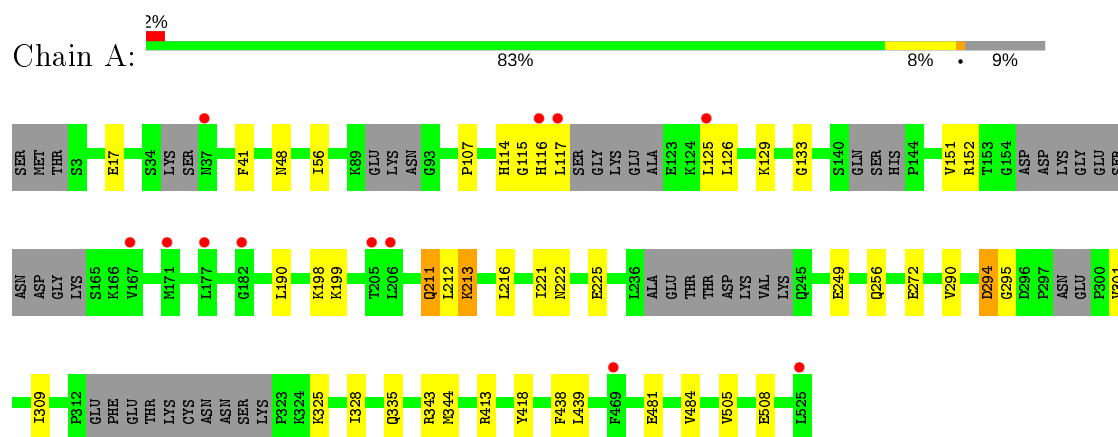 2%
Chain A:
83% 8% • 9%
SER MET THR S3 E17 S34 LYS SER N37 F41 N48 I56 K89 GLU LYS ASN G93 P107 H114 G115 H116 L117 SER GLY LYS GLU ALA E123 K124 L125 L126 K129 G133 S140 GLN SER HIS P144 V151 R152 T153 G154 ASP ASP LYS GLY GLU SER
ASN ASP GLY LYS S165 K166 V167 M171 L177 G182 L190 K198 K199 T205 L206 Q211 L212 K213 L216 I221 N222 E225 L236 ALA GLU THR THR ASP LYS VAL LYS Q245 E249 Q256 E272 V290 D294 G295 D296 P297 ASN GLU P300
I309 P312 GLU PHE GLU THR LYS CYS ASN ASN SER LYS P323 K324 K325 I328 Q335 R343 M344 R413 Y418 F438 L439 F469 E481 V484 V505 E508 L525